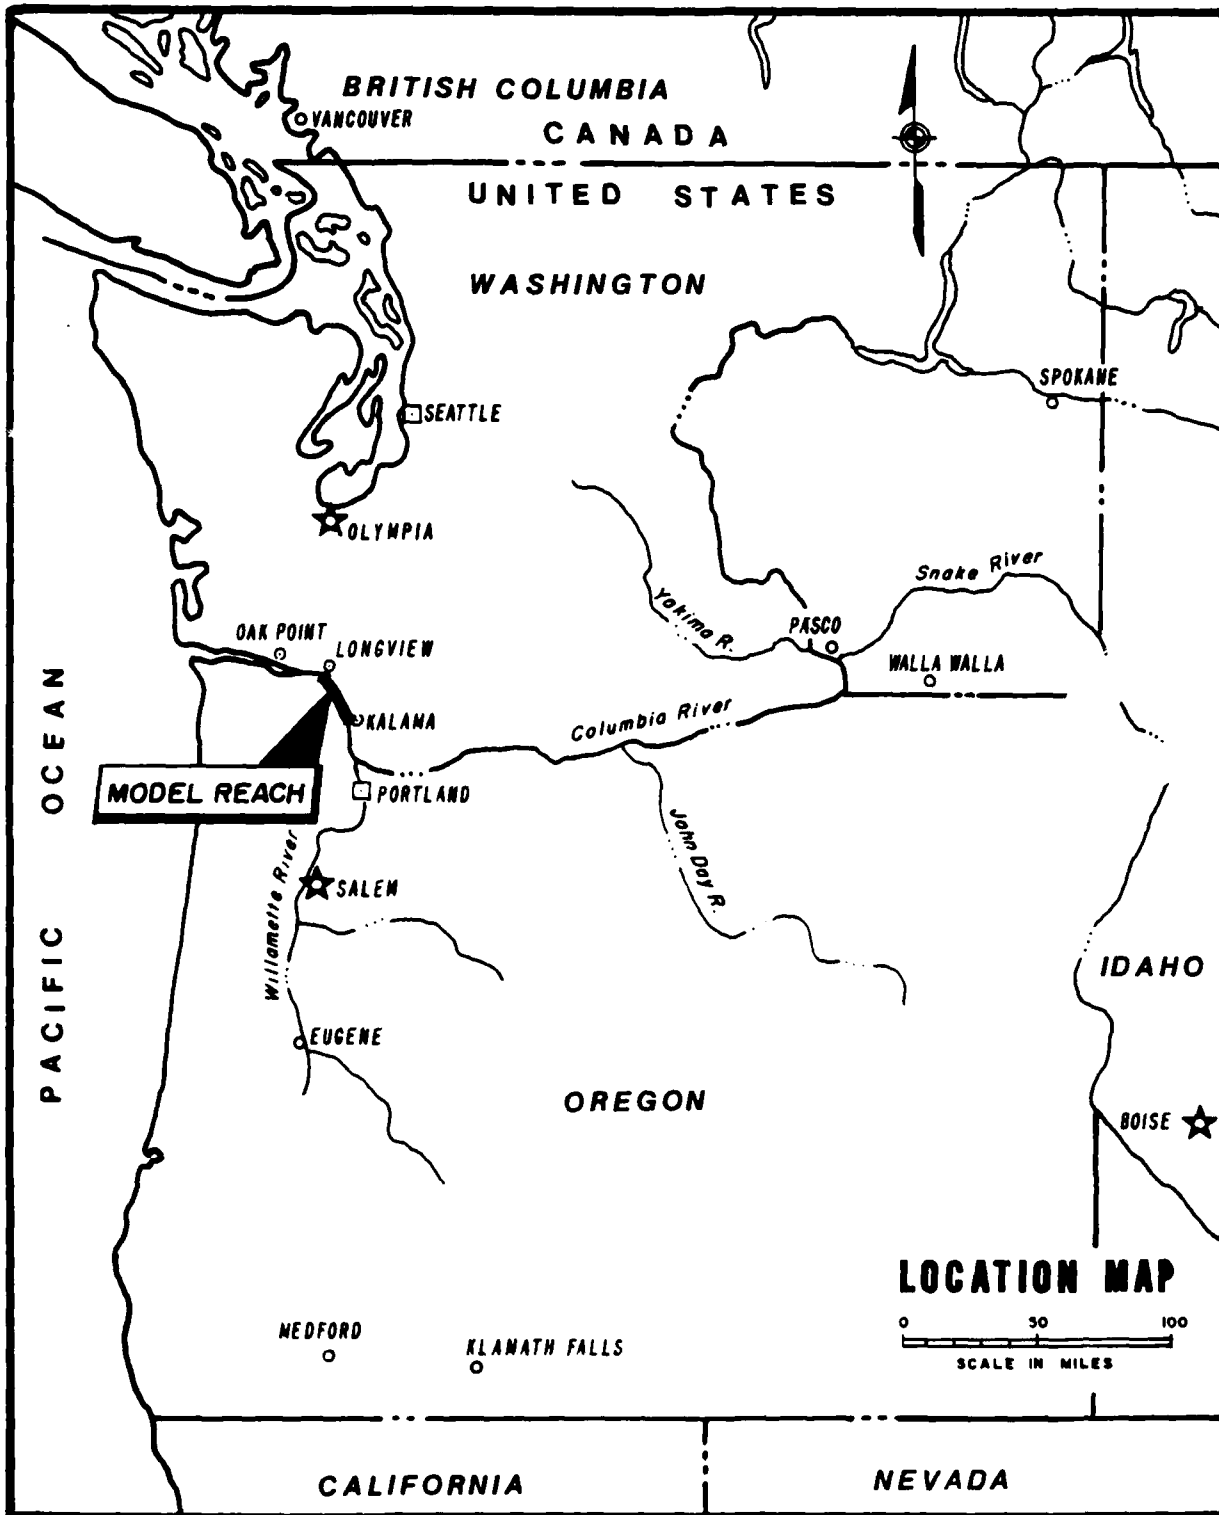 BRITISH COLUMBIA
VANCOUVER
CANADA
UNITED STATES
WASHINGTON
SPOKANE
SEATTLE
OLYMPIA
Snake River
Yakima R.
PASCO
OAK POINT
LONGVIEW
WALLA WALLA
KALAMA
Columbia River
MODEL REACH
PORTLAND
PACIFIC OCEAN
John Day R.
Willamette River
SALEM
IDAHO
EUGENE
OREGON
BOISE
LOCATION MAP
0 50 100
SCALE IN MILES
MEDFORD
KLAMATH FALLS
CALIFORNIA
NEVADA